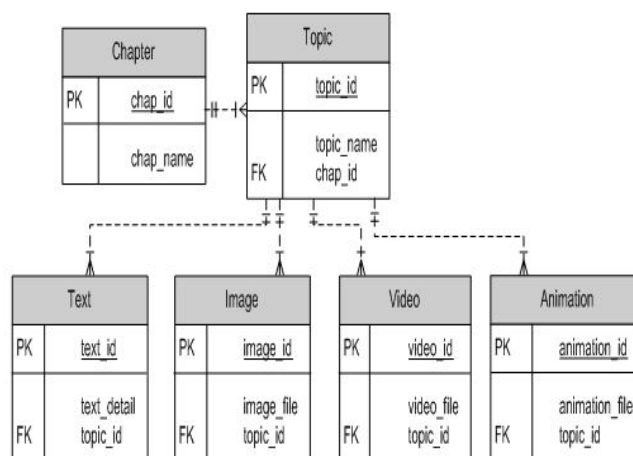 Chapter
PK chap_id
chap_name
Topic
PK topic_id
topic_name
FK chap_id
Text
PK text_id
text_detail
FK topic_id
Image
PK image_id
image_file
FK topic_id
Video
PK video_id
video_file
FK topic_id
Animation
PK animation_id
animation_file
FK topic_id